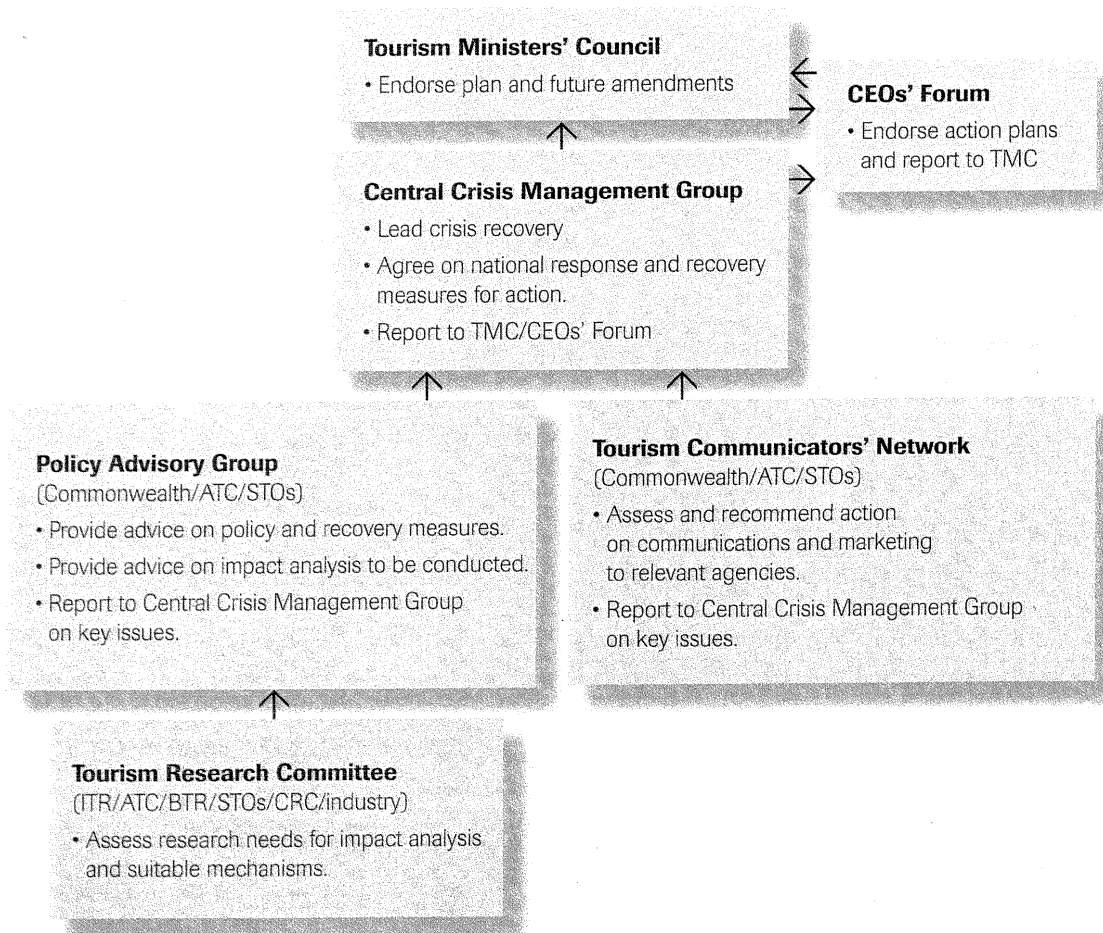 Tourism Ministers' Council
• Endorse plan and future amendments
CEOs' Forum
• Endorse action plans
and report to TMC
Central Crisis Management Group
• Lead crisis recovery
• Agree on national response and recovery
measures for action.
• Report to TMC/CEOs' Forum
Policy Advisory Group
(Commonwealth/ATC/STOs)
• Provide advice on policy and recovery measures.
• Provide advice on impact analysis to be conducted.
• Report to Central Crisis Management Group
on key issues.
Tourism Communicators' Network
(Commonwealth/ATC/STOs)
• Assess and recommend action
on communications and marketing
to relevant agencies.
• Report to Central Crisis Management Group
on key issues.
Tourism Research Committee
(ITR/ATC/BTR/STOs/CRC/industry)
• Assess research needs for impact analysis
and suitable mechanisms.